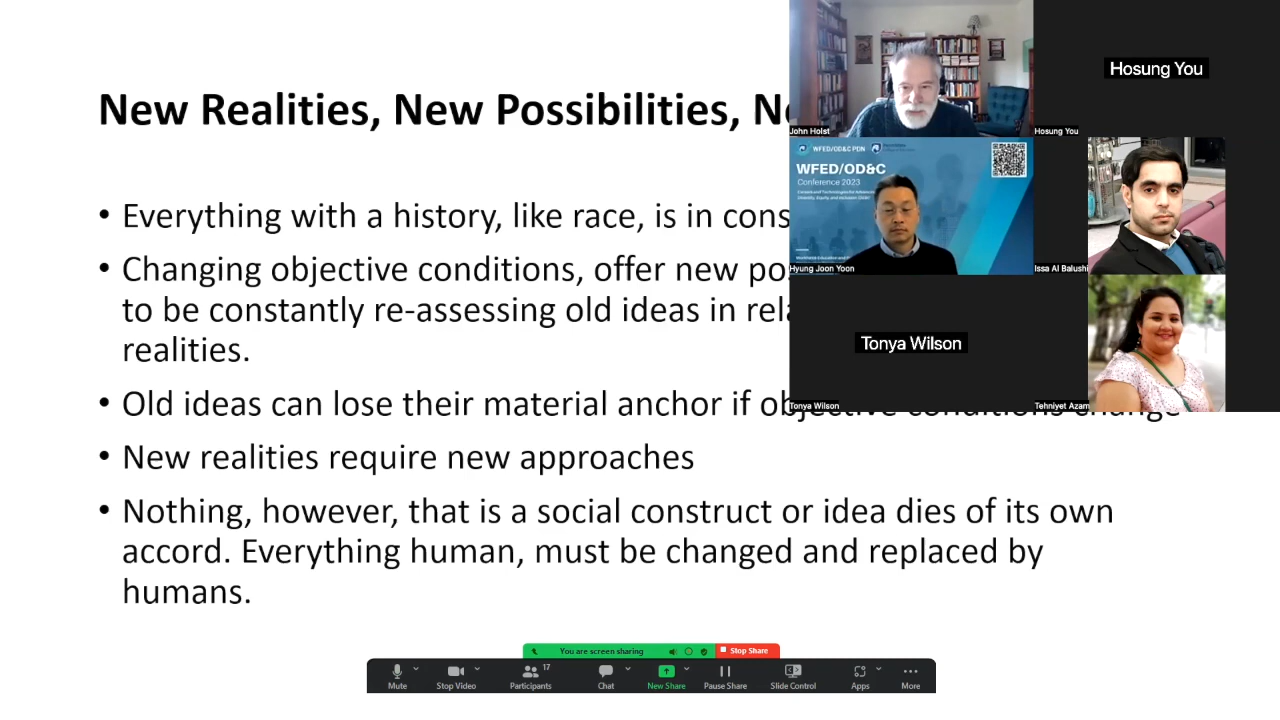 New Realities, New Possibilities, Ne
• Everything with a history, like race, is in cons
• Changing objective conditions, offer new po
to be constantly re-assessing old ideas in rela
realities.
• Old ideas can lose their material anchor if objective conditions change
• New realities require new approaches
• Nothing, however, that is a social construct or idea dies of its own
accord. Everything human, must be changed and replaced by
humans.
John Holst
Hosung You
Hosung You
WFED/OD&C PDN
WFED/OD&C
Conference 2023
Hyung Joon Yoon
Issa Al Balushi
Tonya Wilson
Tonya Wilson
Tehniyet Azam
You are screen sharing
Stop Share
Mute
Stop Video
Participants
17
Chat
New Share
Pause Share
Slide Control
Apps
More